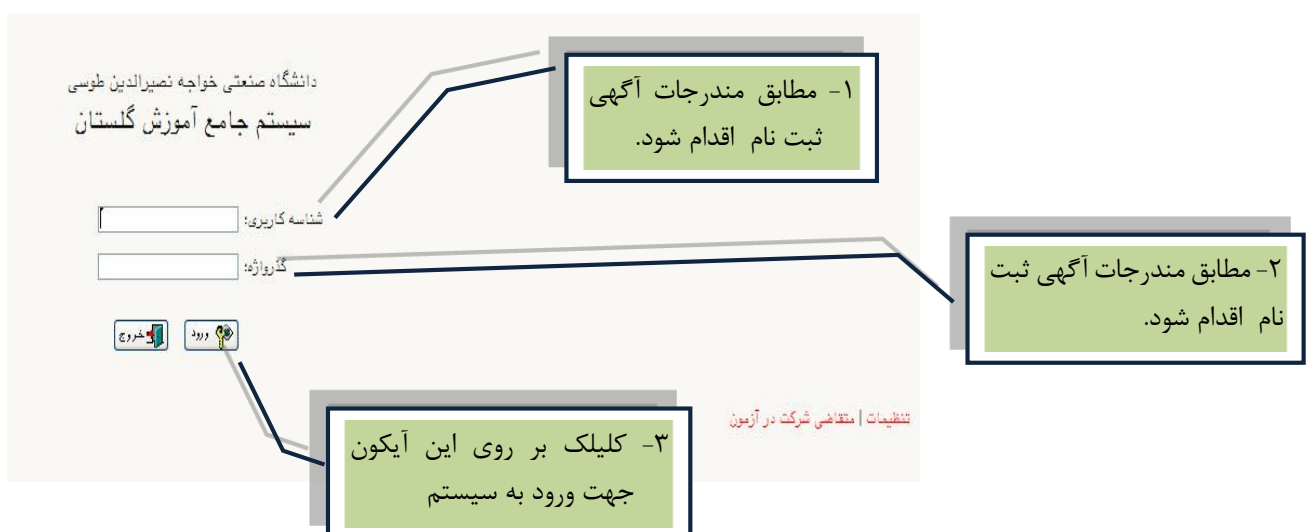 دانشگاه صنعتی خواجه نصیرالدین طوسی
سیستم جامع آموزش گلستان
۱- مطابق مندرجات آگهی
ثبت نام اقدام شود.
شناسه کاربری:
گذرواژه:
۲- مطابق مندرجات آگهی ثبت
نام اقدام شود.
ورود
خروج
تنظیمات | متقاضی شرکت در آزمون
۳- کلیلک بر روی این آیکون
جهت ورود به سیستم